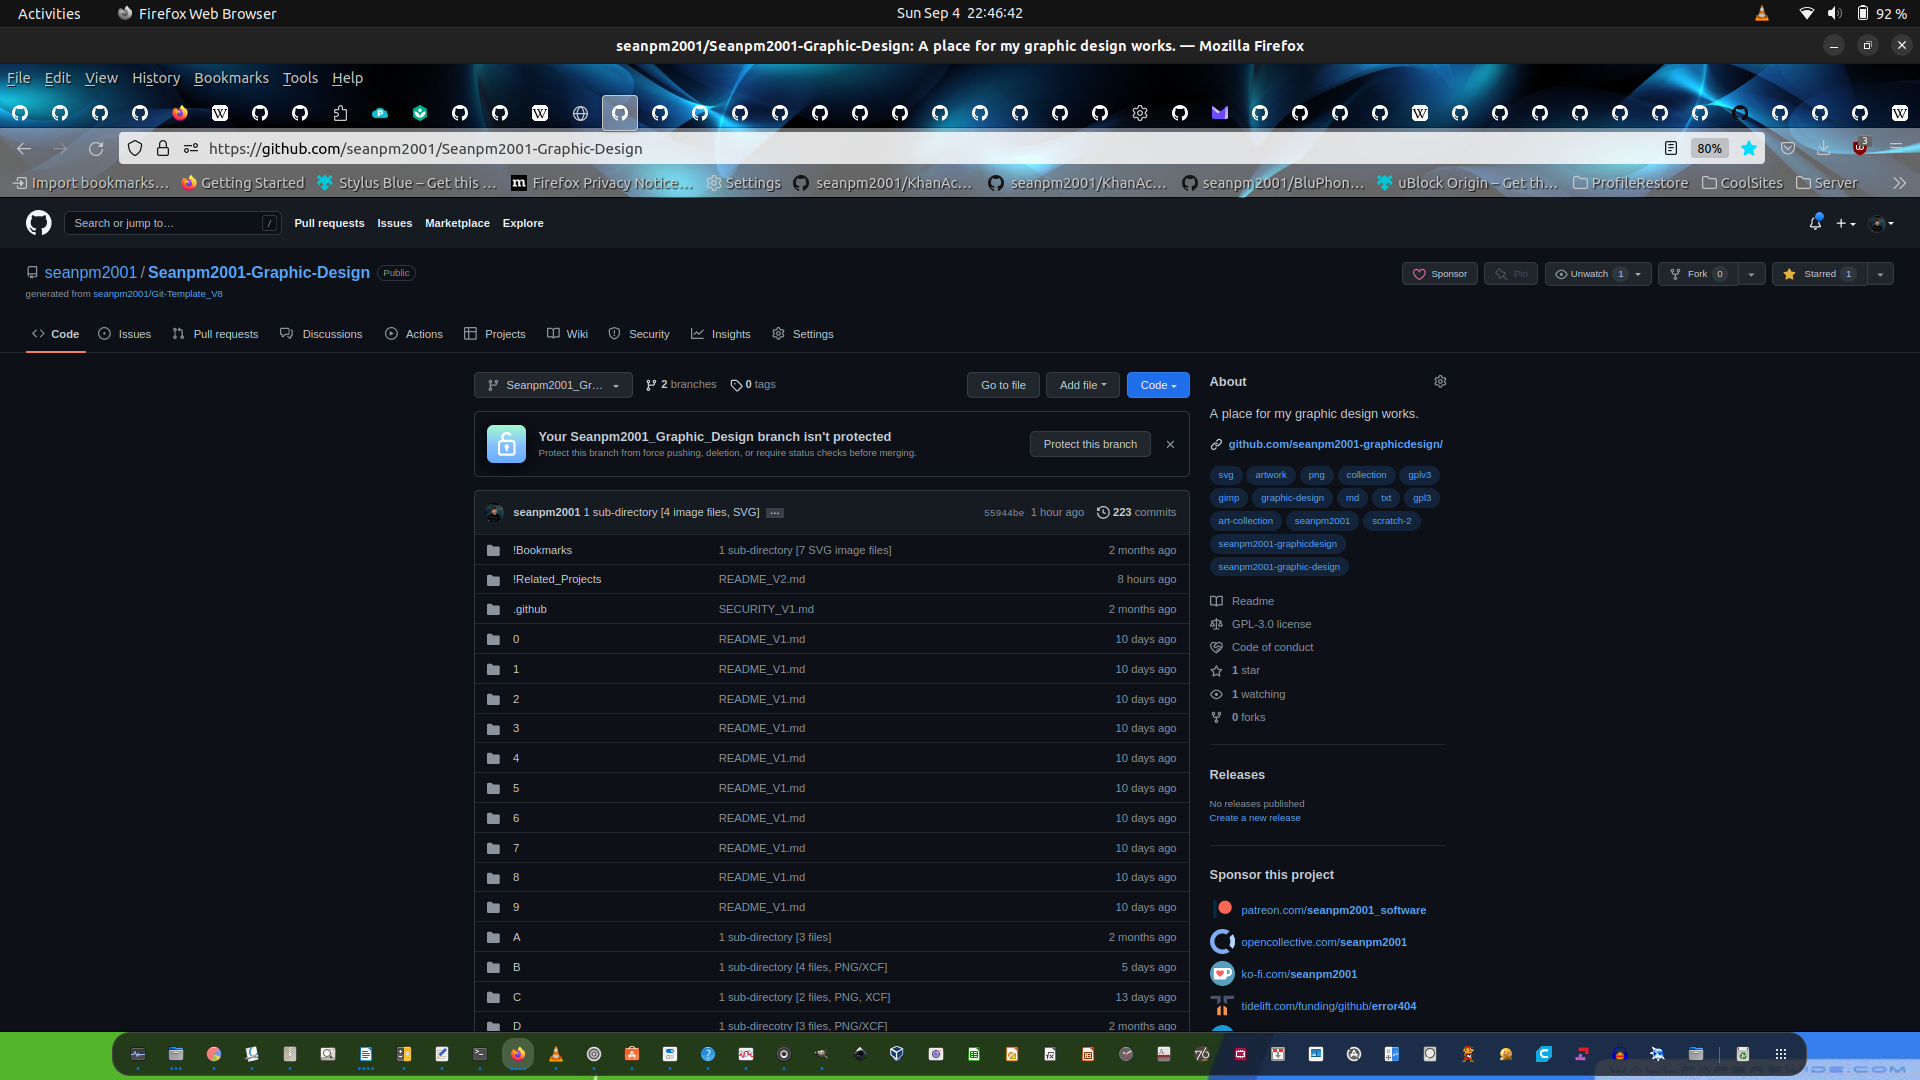 Activities Firefox Web Browser Sun Sep 4 22:46:42 92 %
seanpm2001/Seanpm2001-Graphic-Design: A place for my graphic design works. — Mozilla Firefox
File Edit View History Bookmarks Tools Help
https://github.com/seanpm2001/Seanpm2001-Graphic-Design 80% 3
Import bookmarks… Getting Started Stylus Blue – Get this … Firefox Privacy Notice… Settings seanpm2001/KhanAc… seanpm2001/KhanAc… seanpm2001/BluPhon… uBlock Origin – Get th… ProfileRestore CoolSites Server
Search or jump to… / Pull requests Issues Marketplace Explore
seanpm2001 / Seanpm2001-Graphic-Design Public Sponsor Pin Unwatch 1 Fork 0 Starred 1
generated from seanpm2001/Git-Template_V8
Code Issues Pull requests Discussions Actions Projects Wiki Security Insights Settings
Seanpm2001_Gr… 2 branches 0 tags Go to file Add file Code
Your Seanpm2001_Graphic_Design branch isn't protected
Protect this branch from force pushing, deletion, or require status checks before merging.
Protect this branch
seanpm2001 1 sub-directory [4 image files, SVG] … 55944be 1 hour ago 223 commits
!Bookmarks 1 sub-directory [7 SVG image files] 2 months ago
!Related_Projects README_V2.md 8 hours ago
.github SECURITY_V1.md 2 months ago
0 README_V1.md 10 days ago
1 README_V1.md 10 days ago
2 README_V1.md 10 days ago
3 README_V1.md 10 days ago
4 README_V1.md 10 days ago
5 README_V1.md 10 days ago
6 README_V1.md 10 days ago
7 README_V1.md 10 days ago
8 README_V1.md 10 days ago
9 README_V1.md 10 days ago
A 1 sub-directory [3 files] 2 months ago
B 1 sub-directory [4 files, PNG/XCF] 5 days ago
C 1 sub-directory [2 files, PNG, XCF] 13 days ago
D 1 sub-direcotry [3 files, PNG/XCF] 2 months ago
About
A place for my graphic design works.
github.com/seanpm2001-graphicdesign/
svg artwork png collection gplv3
gimp graphic-design md txt gpl3
art-collection seanpm2001 scratch-2
seanpm2001-graphicdesign
seanpm2001-graphic-design
Readme
GPL-3.0 license
Code of conduct
1 star
1 watching
0 forks
Releases
No releases published
Create a new release
Sponsor this project
patreon.com/seanpm2001_software
opencollective.com/seanpm2001
ko-fi.com/seanpm2001
tidelift.com/funding/github/error404